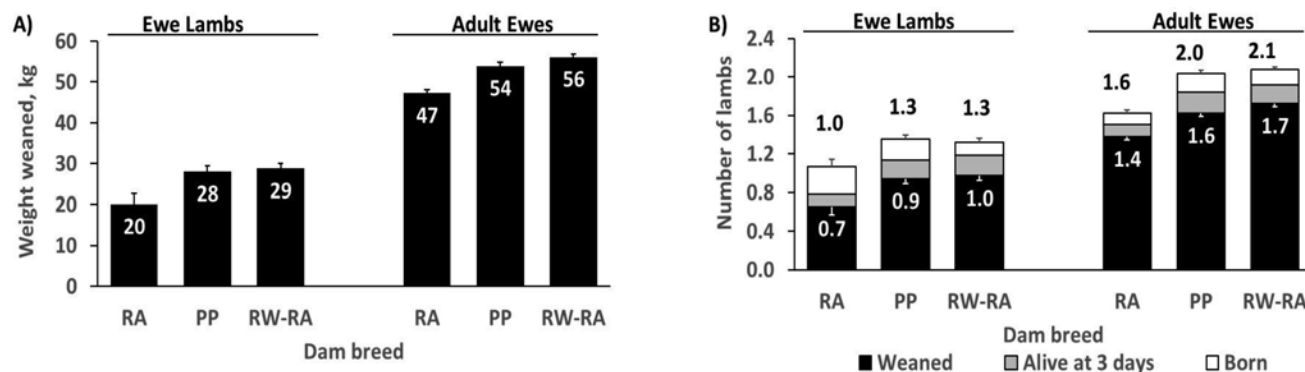 A)
Ewe Lambs
Adult Ewes
Weight weaned, kg
60
50
40
30
20
10
0
20
28
29
47
54
56
RA
PP
RW-RA
RA
PP
RW-RA
Dam breed
B)
Ewe Lambs
Adult Ewes
Number of lambs
2.4
2.0
1.6
1.2
0.8
0.4
0.0
1.0
1.3
1.3
1.6
2.0
2.1
0.7
0.9
1.0
1.4
1.6
1.7
RA
PP
RW-RA
RA
PP
RW-RA
Dam breed
Weaned
Alive at 3 days
Born